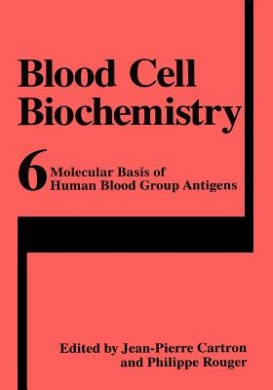 Blood Cell
Biochemistry
6 Molecular Basis of
Human Blood Group Antigens
Edited by Jean-Pierre Cartron
and Philippe Rouger